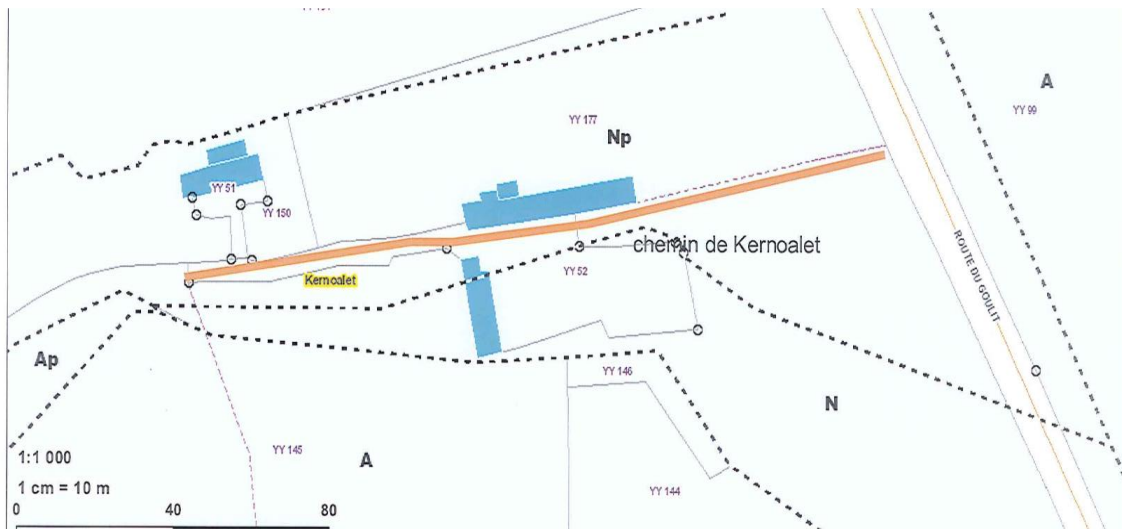 A
YY 99
YY 177
Np
YY 51
YY 150
chemin de Kernoalet
ROUTE DU GOULIT
YY 52
Kernoalet
Ap
YY 146
N
YY 145
A
YY 144
1:1 000
1 cm = 10 m
0 40 80